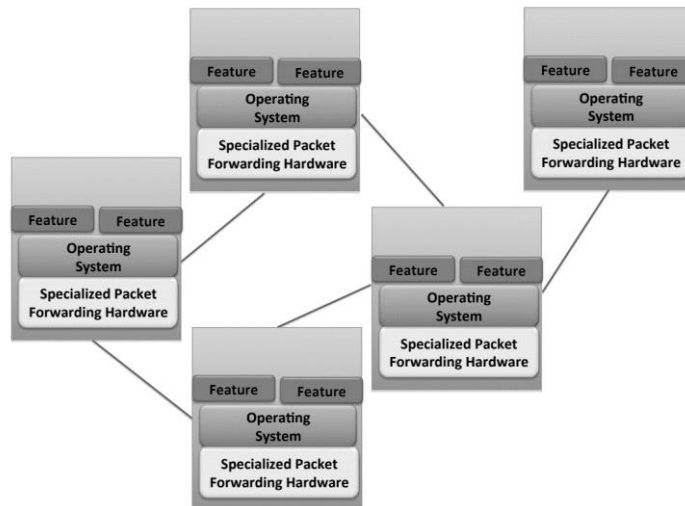 Feature Feature
Operating
System
Specialized Packet
Forwarding Hardware
Feature Feature
Operating
System
Specialized Packet
Forwarding Hardware
Feature Feature
Operating
System
Specialized Packet
Forwarding Hardware
Feature Feature
Operating
System
Specialized Packet
Forwarding Hardware
Feature Feature
Operating
System
Specialized Packet
Forwarding Hardware